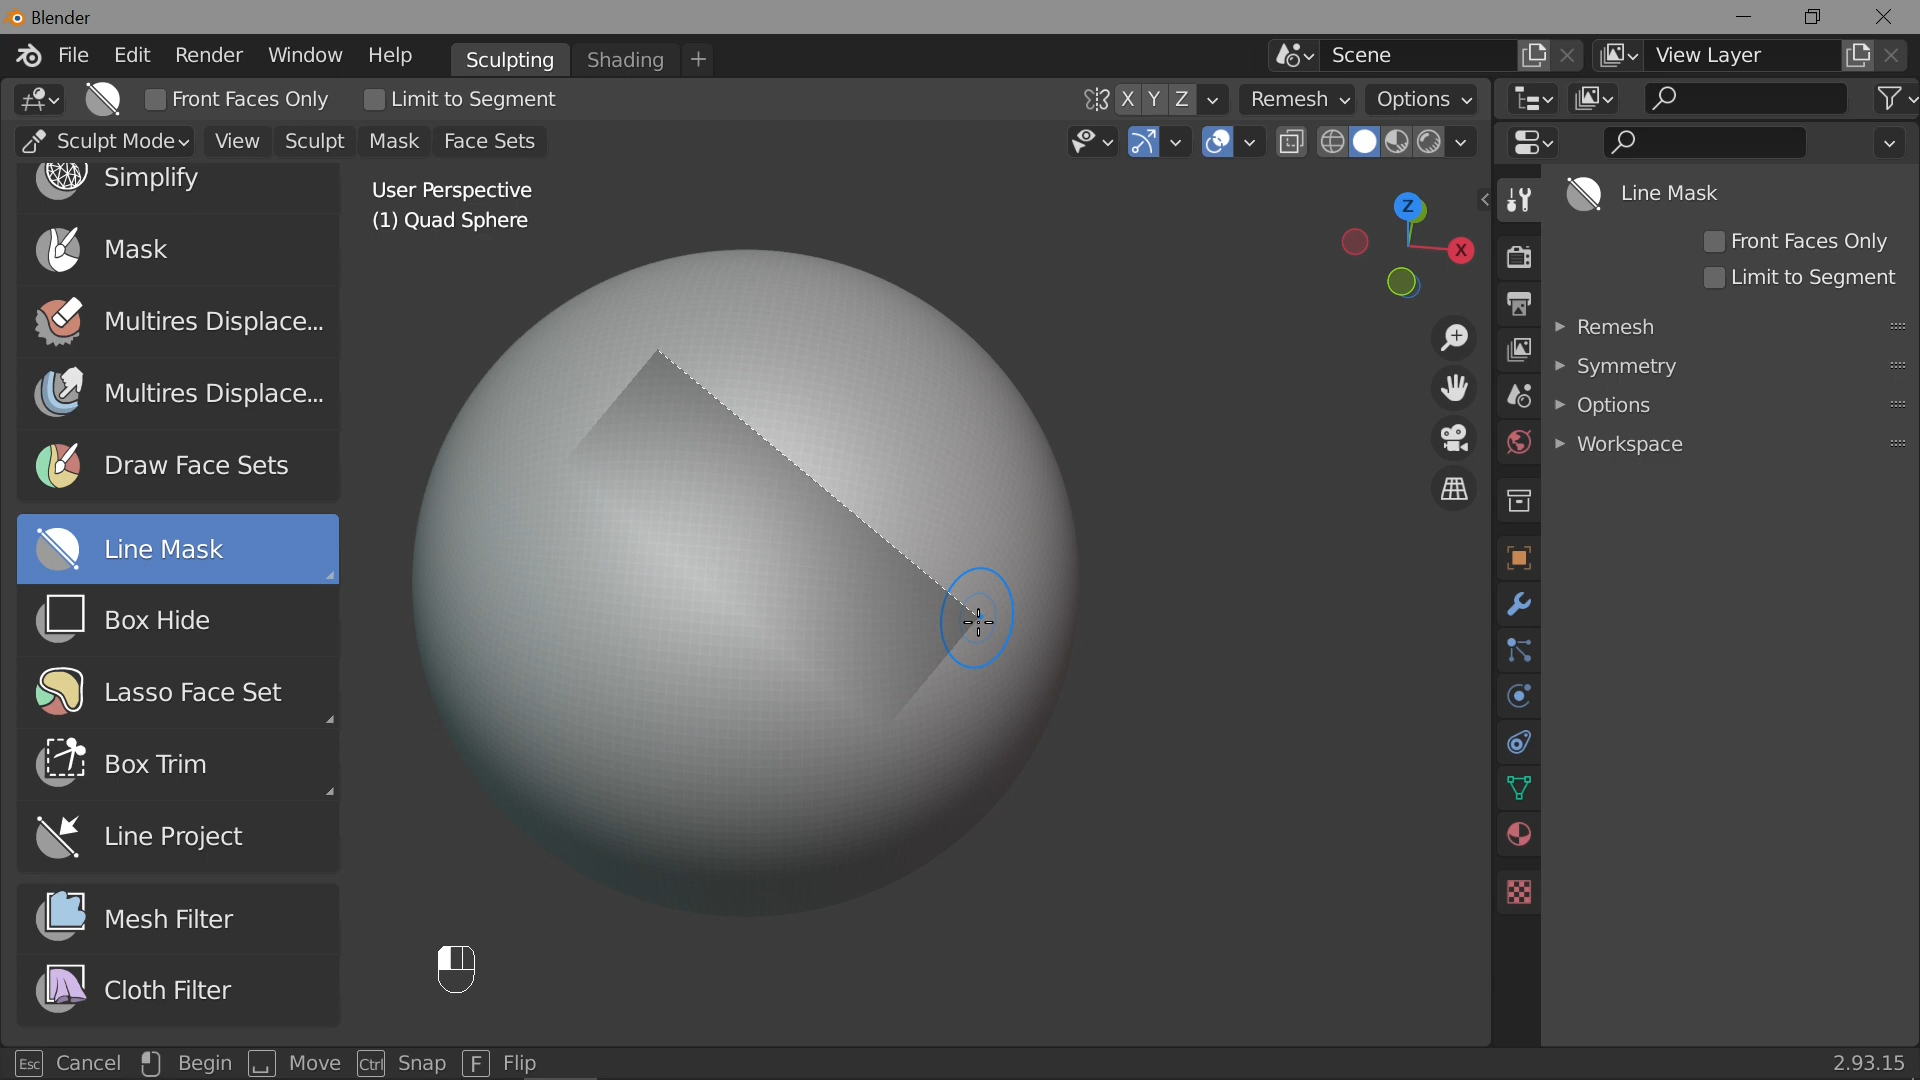 Blender
File Edit Render Window Help Sculpting Shading + Scene View Layer
Front Faces Only Limit to Segment X Y Z Remesh Options
Sculpt Mode View Sculpt Mask Face Sets
Simplify
User Perspective
(1) Quad Sphere
Z
X
Mask
Multires Displace...
Multires Displace...
Draw Face Sets
Line Mask
Box Hide
Lasso Face Set
Box Trim
Line Project
Mesh Filter
Cloth Filter
Line Mask
Front Faces Only
Limit to Segment
Remesh
Symmetry
Options
Workspace
Esc Cancel Begin Move Ctrl Snap F Flip 2.93.15